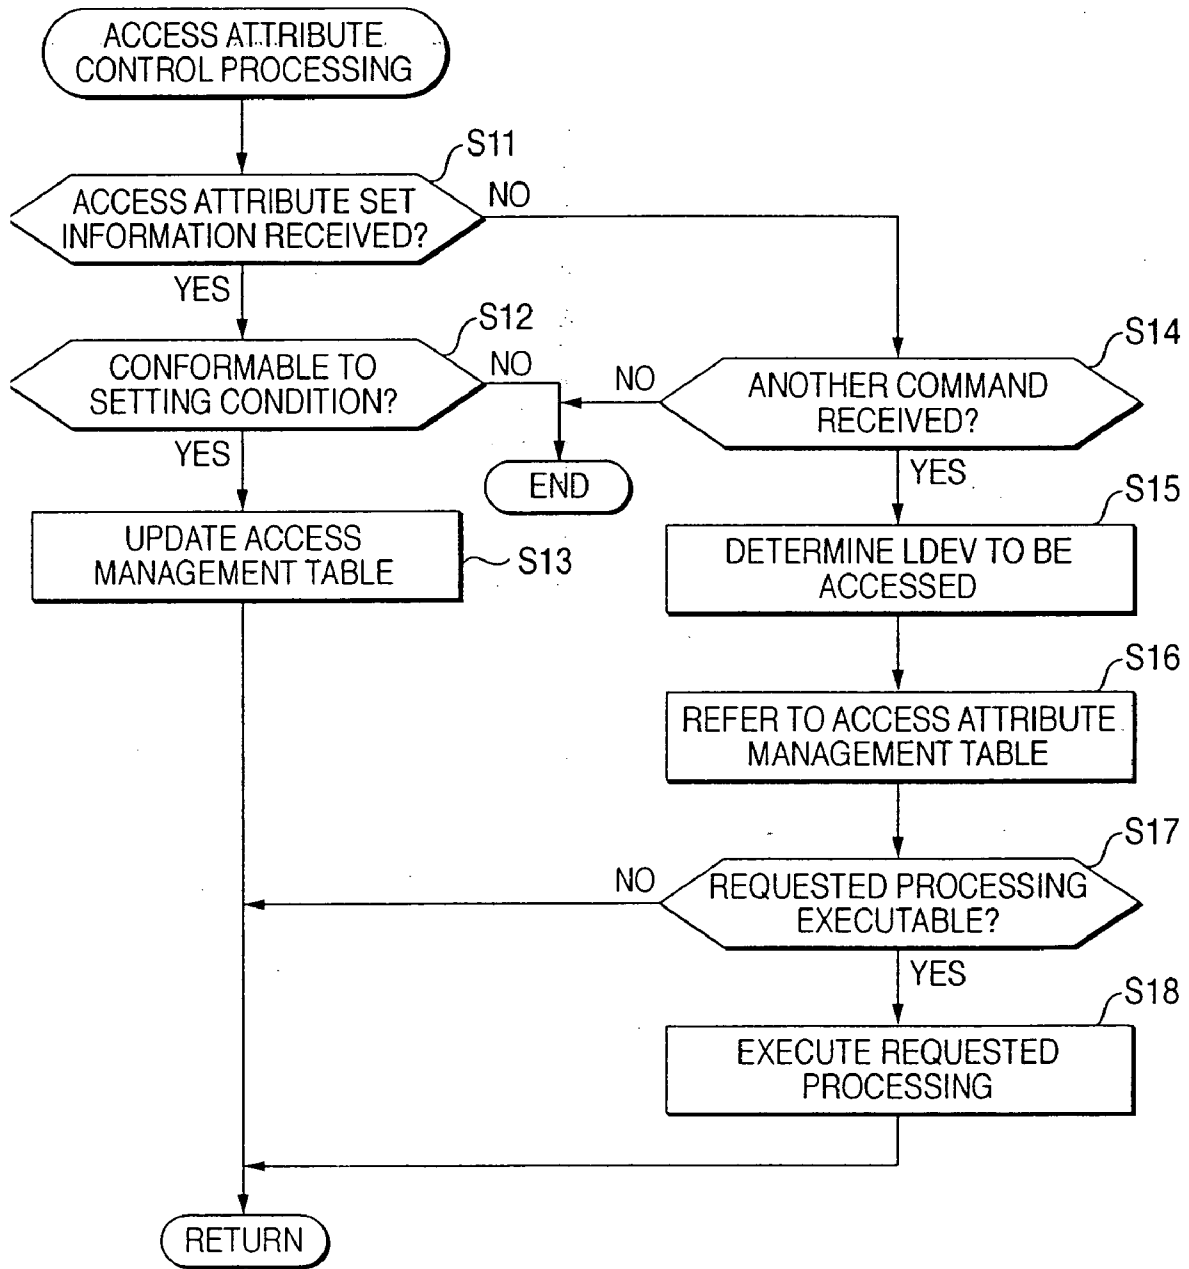 ACCESS ATTRIBUTE
CONTROL PROCESSING
S11
ACCESS ATTRIBUTE SET
INFORMATION RECEIVED?
NO
YES
S12
CONFORMABLE TO
SETTING CONDITION?
NO
YES
END
UPDATE ACCESS
MANAGEMENT TABLE
S13
S14
NO
ANOTHER COMMAND
RECEIVED?
YES
S15
DETERMINE LDEV TO BE
ACCESSED
S16
REFER TO ACCESS ATTRIBUTE
MANAGEMENT TABLE
S17
NO
REQUESTED PROCESSING
EXECUTABLE?
YES
S18
EXECUTE REQUESTED
PROCESSING
RETURN